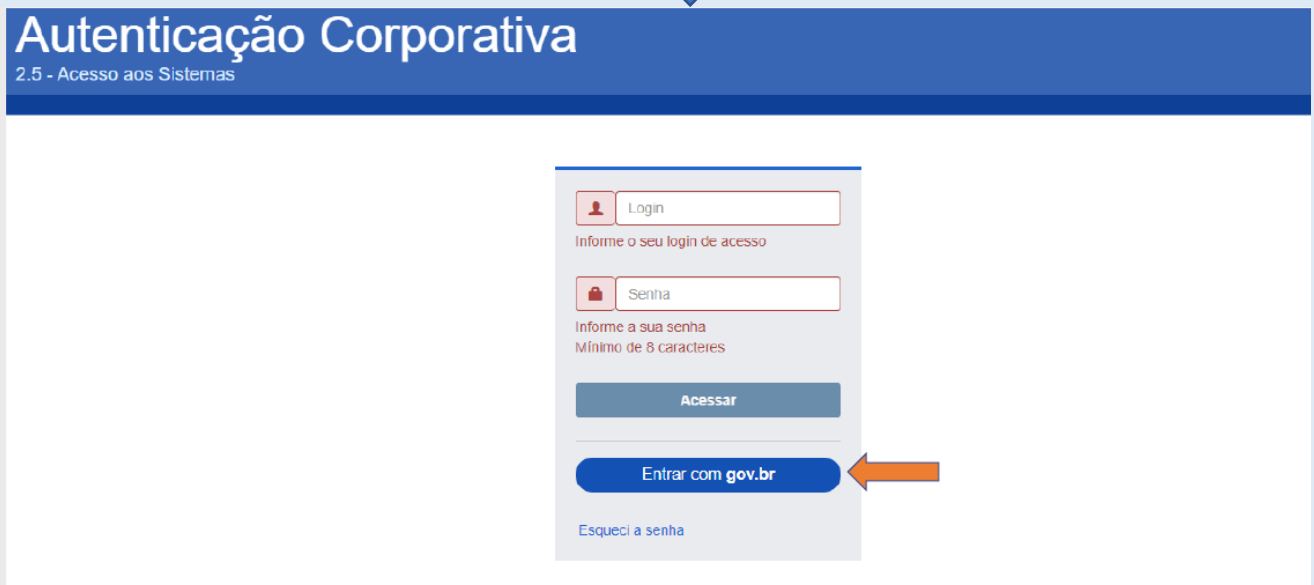 Autenticação Corporativa
2.5 - Acesso aos Sistemas
Login
Informe o seu login de acesso
Senha
Informe a sua senha
Mínimo de 8 caracteres
Acessar
Entrar com gov.br
Esqueci a senha